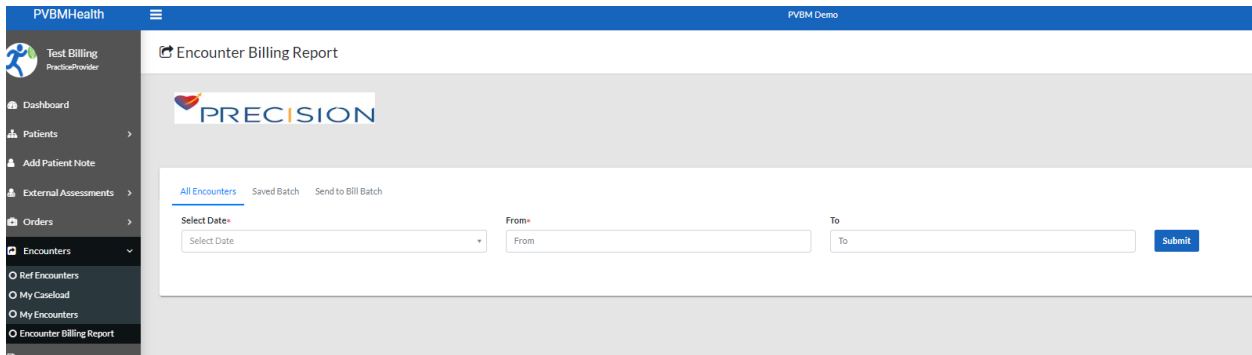 PVBMHealth
PVBM Demo
Test Billing
PracticeProvider
Encounter Billing Report
PRECISION
Dashboard
Patients
Add Patient Note
External Assessments
Orders
Encounters
Ref Encounters
My Caseload
My Encounters
Encounter Billing Report
All Encounters Saved Batch Send to Bill Batch
Select Date* From* To
Select Date From To Submit